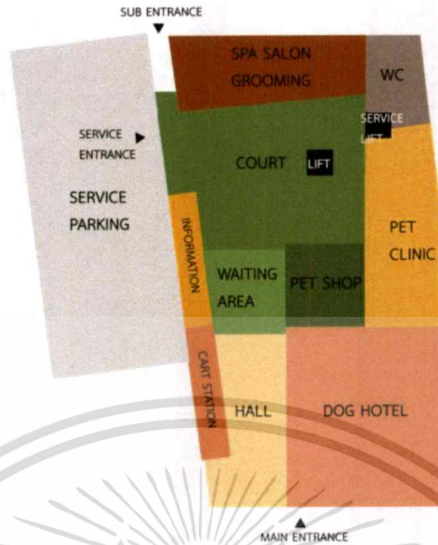 SUB ENTRANCE
SPA SALON
GROOMING
WC
SERVICE
LIFT
SERVICE
ENTRANCE
COURT
LIFT
SERVICE
PARKING
INFORMATION
PET
CLINIC
WAITING
AREA
PET SHOP
CART STATION
HALL
DOG HOTEL
MAIN ENTRANCE